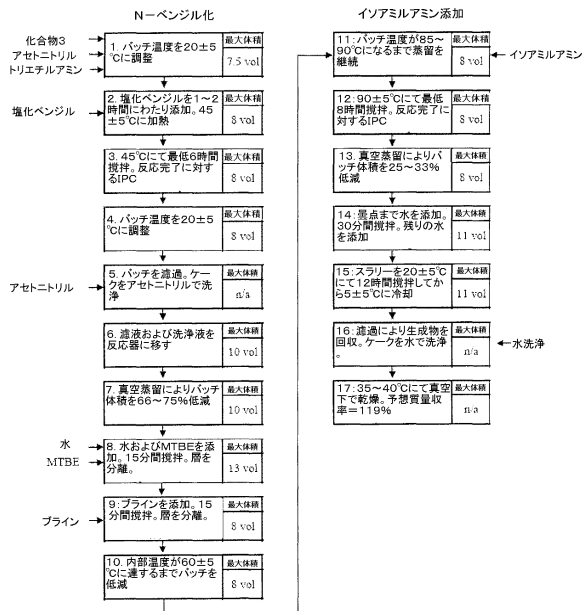 N－ベンジル化
化合物3
アセトニトリル
トリエチルアミン
1. バッチ温度を20±5
℃に調整
最大体積
7.5 vol
塩化ベンジル
2. 塩化ベンジルを1～2
時間にわたり添加。45
±5℃に加熱
最大体積
8 vol
3. 45℃にて最低6時間
撹拌。反応完了に対す
るIPC
最大体積
8 vol
4. バッチ温度を20±5
℃に調整
最大体積
8 vol
アセトニトリル
5. バッチを濾過。ケー
クをアセトニトリルで洗
浄
最大体積
n/a
6. 濾液および洗浄液を
反応器に移す
最大体積
10 vol
7. 真空蒸留によりバッチ
体積を66～75%低減
最大体積
10 vol
水
MTBE
8. 水およびMTBEを添
加。15分間撹拌。層を
分離。
最大体積
13 vol
ブライン
9：ブラインを添加。15
分間撹拌。層を分離。
最大体積
8 vol
10. 内部温度が60±5
℃に達するまでバッチを
低減
最大体積
8 vol
イソアミルアミン添加
11：バッチ温度が85～
90℃になるまで蒸留を
継続
最大体積
8 vol
イソアミルアミン
12：90±5℃にて最低
8時間撹拌。反応完了に
対するIPC
最大体積
8 vol
13. 真空蒸留によりバ
ッチ体積を25～33%
低減
最大体積
8 vol
14：曇点まで水を添加。
30分間撹拌。残りの水
を添加
最大体積
11 vol
15：スラリーを20±5℃
にて12時間撹拌してか
ら5±5℃に冷却
最大体積
11 vol
16：濾過により生成物を
回収。ケークを水で洗浄
。
最大体積
n/a
水洗浄
17：35～40℃にて真空
下で乾燥。予想質量収
率＝119%
最大体積
n/a